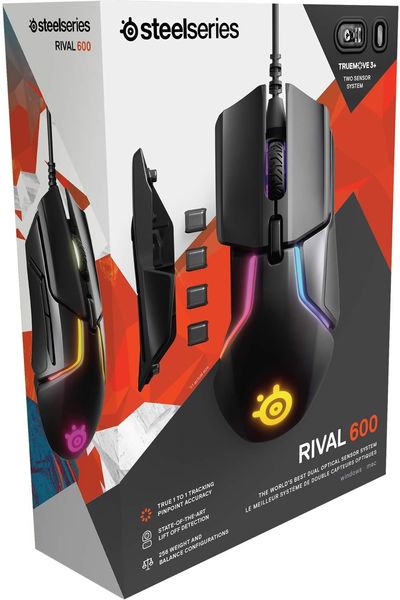 steelseries
RIVAL 600
steelseries
TRUEMOVE3+
TWO SENSOR
SYSTEM
RIVAL 600
THE WORLD'S BEST DUAL OPTICAL SENSOR SYSTEM
LE MEILLEUR SYSTÈME DE DOUBLE CAPTEURS OPTIQUES
windows mac
TRUE 1 TO 1 TRACKING
PINPOINT ACCURACY
STATE-OF-THE-ART
LIFT OFF DETECTION
256 WEIGHT AND
BALANCE CONFIGURATIONS